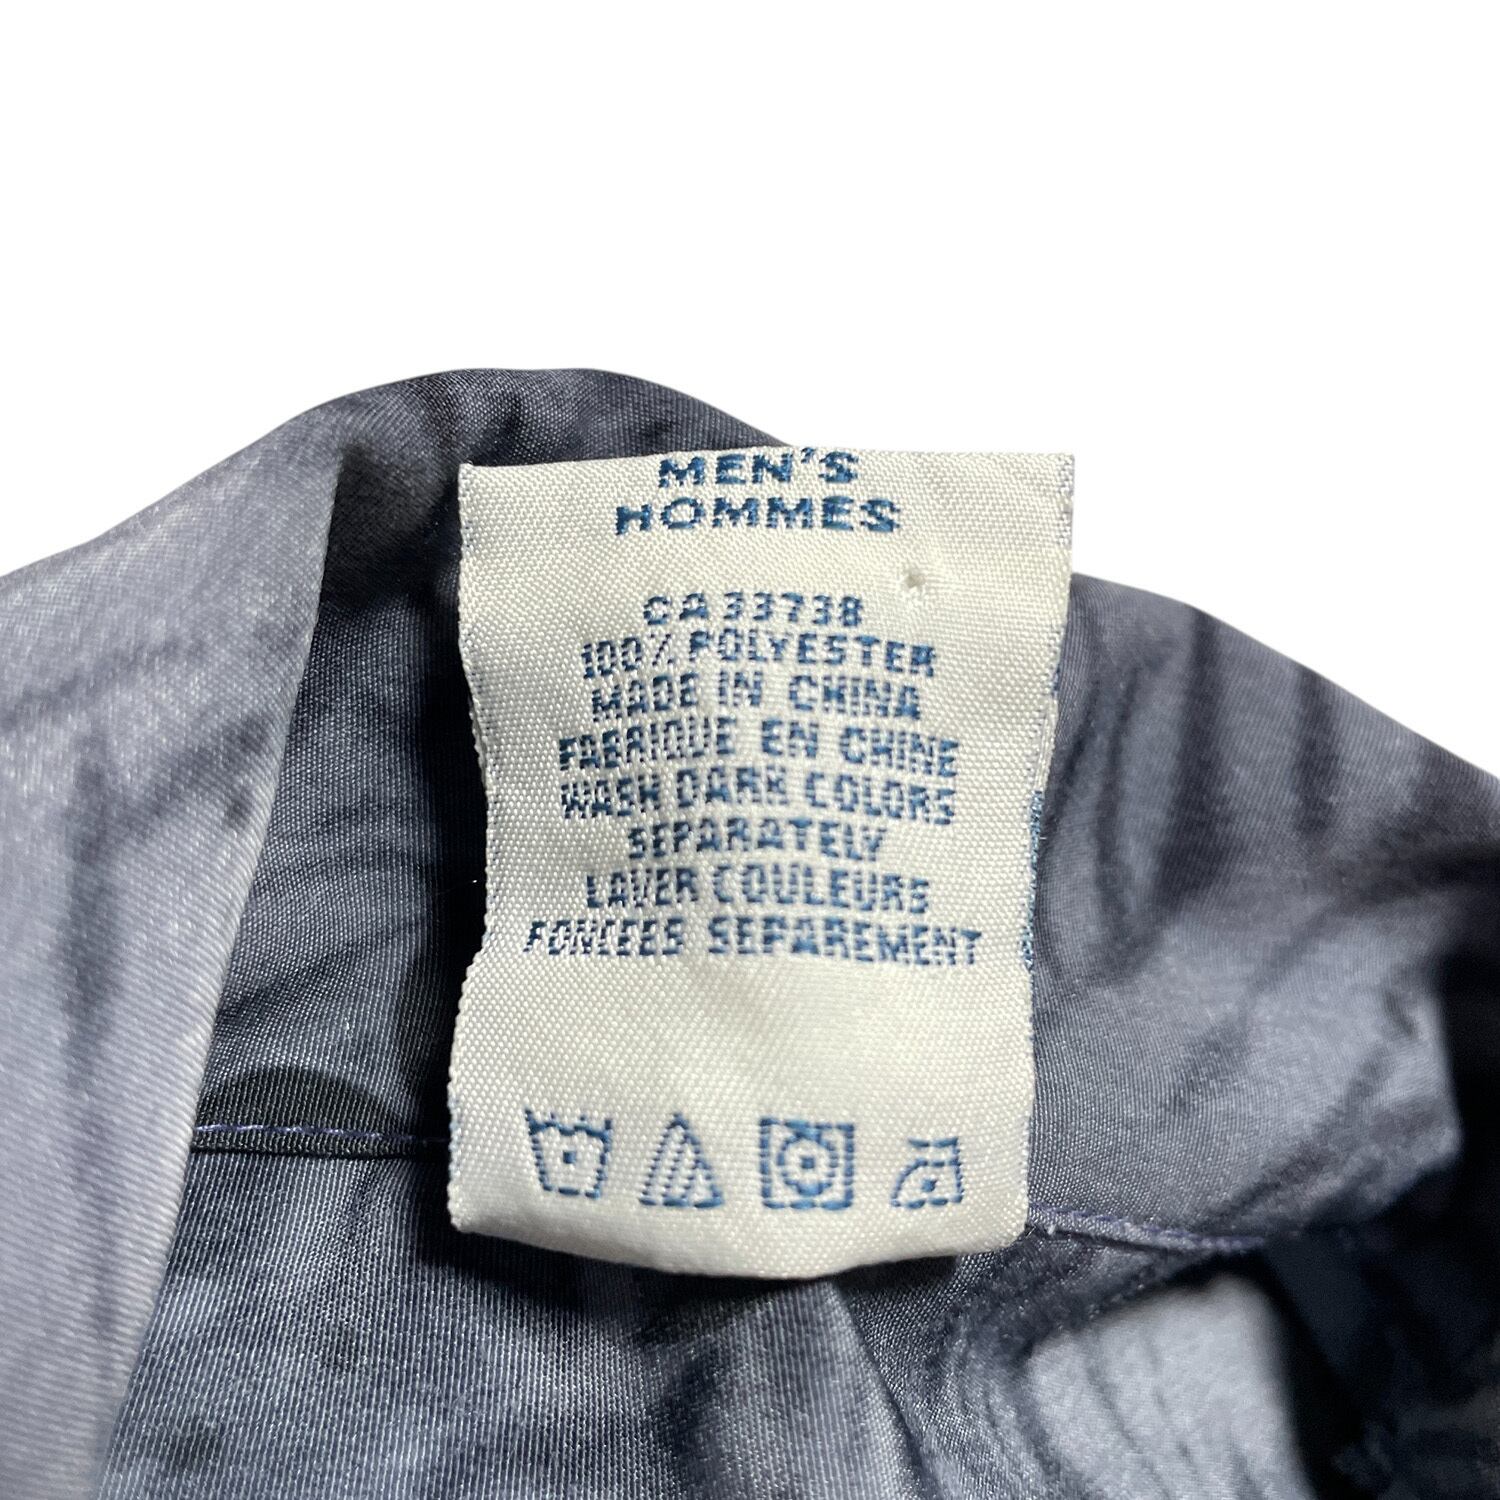 MEN'S
HOMMES
CA33738
100% POLYESTER
MADE IN CHINA
FABRIQUE EN CHINE
WASH DARK COLORS
SEPARATELY
LAVER COULEURS
FONCEES SEPAREMENT